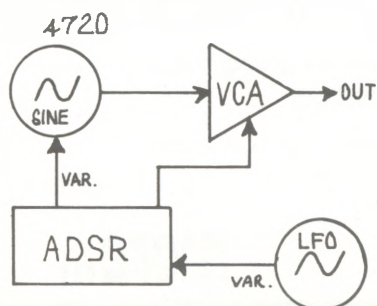 4720
SINE
VCA
OUT
VAR.
ADSR
LFO
VAR.